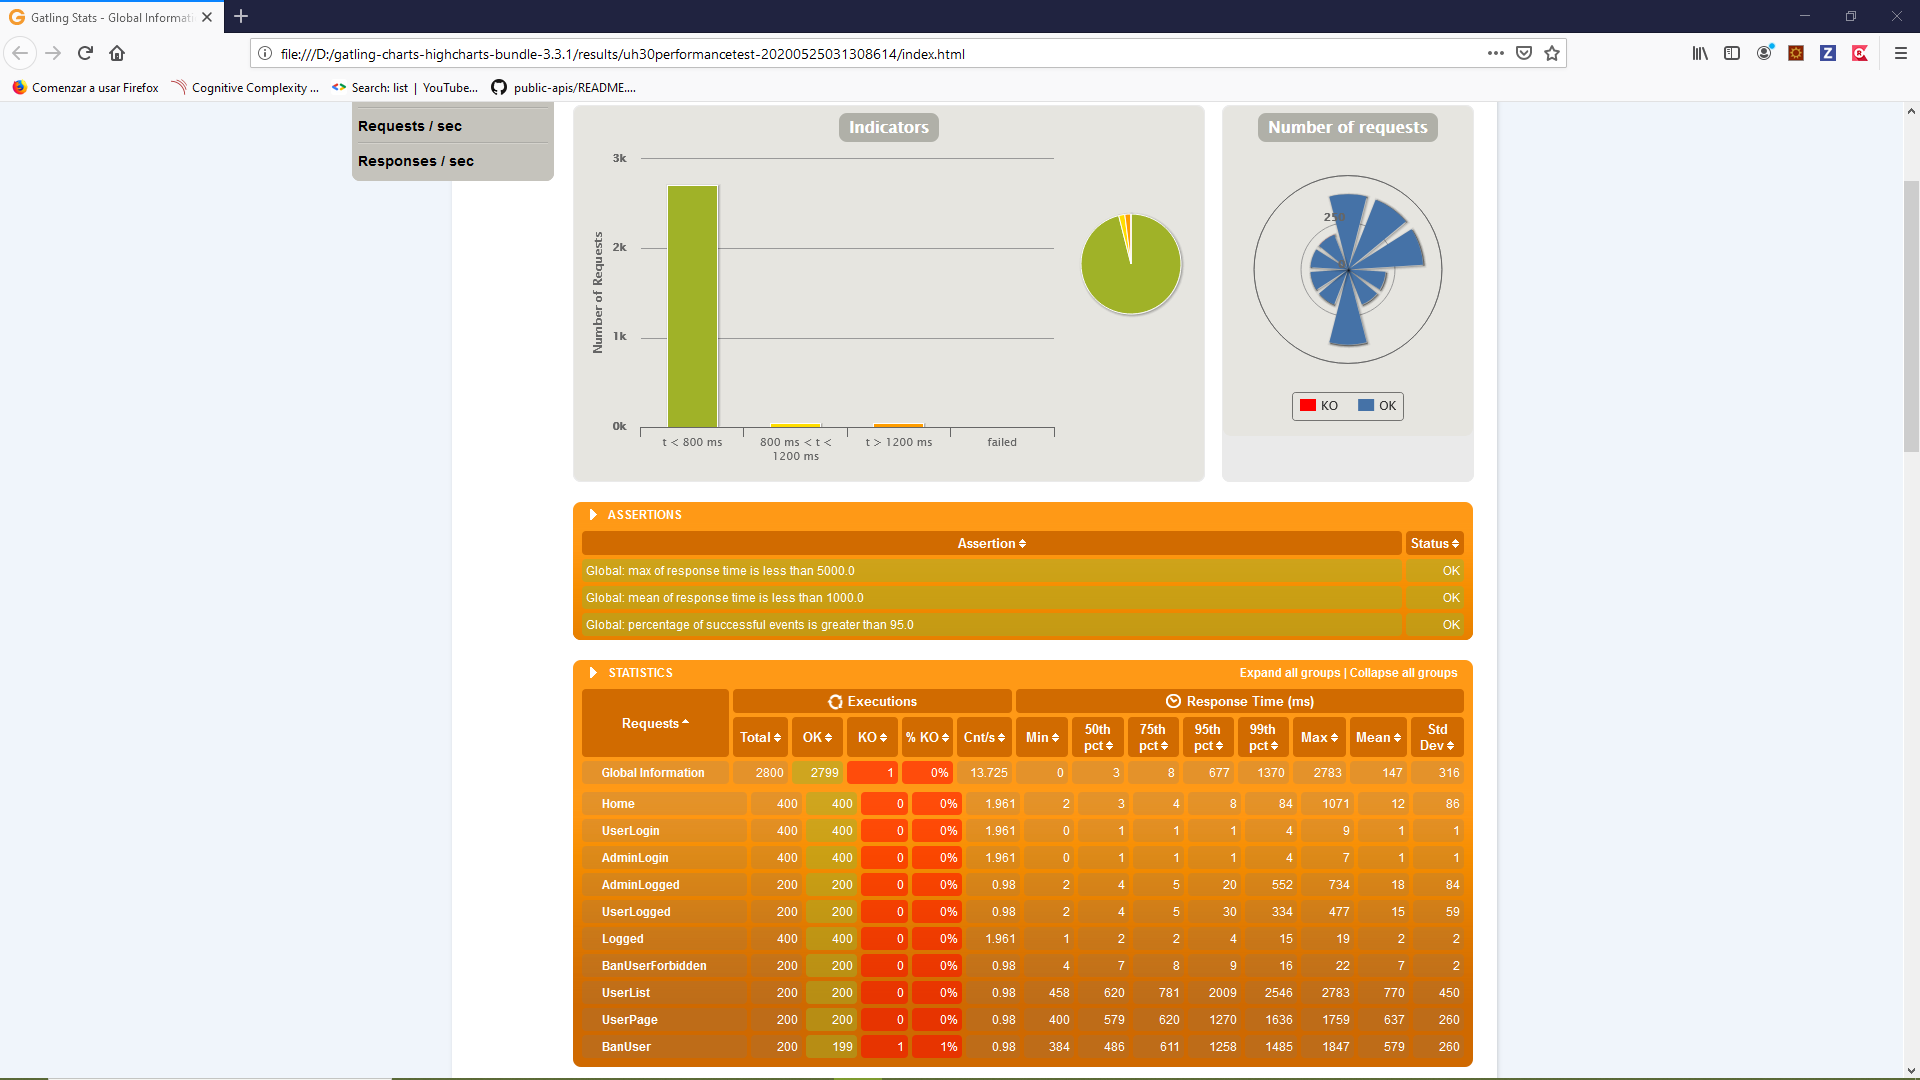 Gatling Stats - Global Informati
file:///D:/gatling-charts-highcharts-bundle-3.3.1/results/uh30performancetest-20200525031308614/index.html
Comenzar a usar Firefox
Cognitive Complexity ...
Search: list | YouTube...
public-apis/README....
Requests / sec
Responses / sec
Indicators
Number of Requests
3k
2k
1k
0k
t < 800 ms
800 ms < t <
1200 ms
t > 1200 ms
failed
Number of requests
KO OK
ASSERTIONS
Assertion Status
Global: max of response time is less than 5000.0 OK
Global: mean of response time is less than 1000.0 OK
Global: percentage of successful events is greater than 95.0 OK
STATISTICS Expand all groups | Collapse all groups
Requests Executions Response Time (ms)
Total OK KO % KO Cnt/s Min 50th pct 75th pct 95th pct 99th pct Max Mean Std Dev
Global Information 2800 2799 1 0% 13.725 0 3 8 677 1370 2783 147 316
Home 400 400 0 0% 1.961 2 3 4 8 84 1071 12 86
UserLogin 400 400 0 0% 1.961 0 1 1 1 4 9 1 1
AdminLogin 400 400 0 0% 1.961 0 1 1 1 4 7 1 1
AdminLogged 200 200 0 0% 0.98 2 4 5 20 552 734 18 84
UserLogged 200 200 0 0% 0.98 2 4 5 30 334 477 15 59
Logged 400 400 0 0% 1.961 1 2 2 4 15 19 2 2
BanUserForbidden 200 200 0 0% 0.98 4 7 8 9 16 22 7 2
UserList 200 200 0 0% 0.98 458 620 781 2009 2546 2783 770 450
UserPage 200 200 0 0% 0.98 400 579 620 1270 1636 1759 637 260
BanUser 200 199 1 1% 0.98 384 486 611 1258 1485 1847 579 260